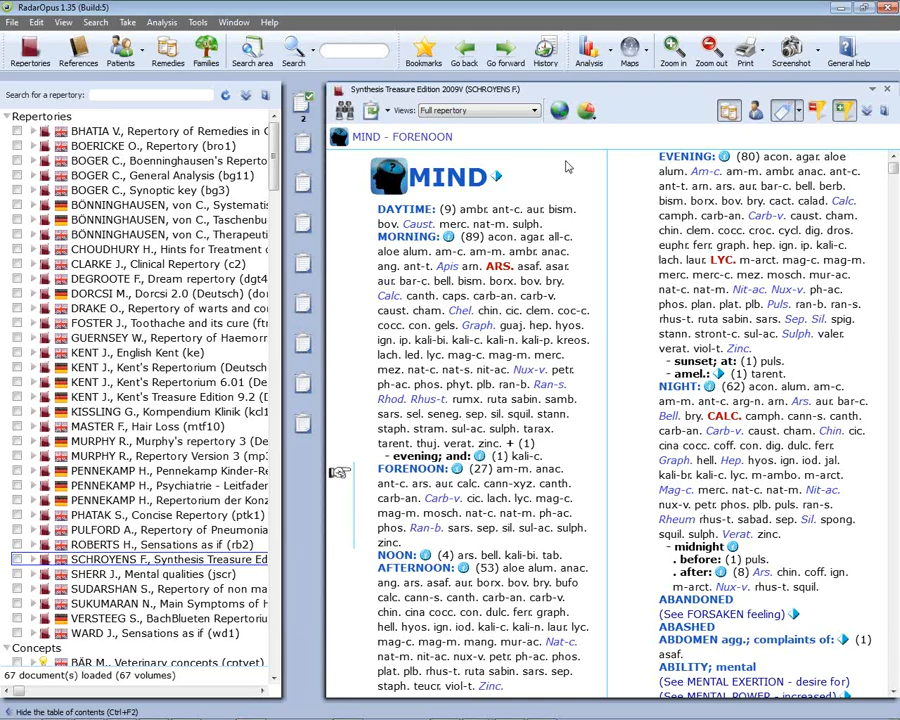 RadarOpus 1.35 (Build:5)
File Edit View Search Take Analysis Tools Window Help
Repertories References Patients Remedies Families Search area Search Bookmarks Go back Go forward History Analysis Maps Zoom in Zoom out Print Screenshot General help
Search for a repertory:
Repertories
BHATIA V., Repertory of Remedies in C
BOERICKE O., Repertory (bro1)
BOGER C., Boenninghausen's Reperto
BOGER C., General Analysis (bg11)
BOGER C., Synoptic key (bg3)
BÖNNINGHAUSEN, von C., Systematis
BÖNNINGHAUSEN, von C., Taschenbu
BÖNNINGHAUSEN, von C., Therapeuti
CHOUDHURY H., Hints for Treatment o
CLARKE J., Clinical Repertory (c2)
DEGROOTE F., Dream repertory (dgt4
DORCSI M., Dorcsi 2.0 (Deutsch) (do
DRAKE O., Repertory of warts and co
FOSTER J., Toothache and its cure (ft
GUERNSEY W., Repertory of Haemorr
KENT J., English Kent (ke)
KENT J., Kent's Repertorium (Deutsch
KENT J., Kent's Repertorium 6.01 (De
KENT J., Kent's Treasure Edition 9.2 (D
KISSLING G., Kompendium Klinik (kcl1
MASTER F., Hair Loss (mtf10)
MURPHY R., Murphy's repertory 3 (De
MURPHY R., Repertory Version 3 (mp
PENNEKAMP H., Pennekamp Kinder-Re
PENNEKAMP H., Psychiatrie - Leitfader
PENNEKAMP H., Repertorium der Konz
PHATAK S., Concise Repertory (ptk1)
PULFORD A., Repertory of Pneumonia
ROBERTS H., Sensations as if (rb2)
SCHROYENS F., Synthesis Treasure Ed
SHERR J., Mental qualities (jscr)
SUDARSHAN S., Repertory of non ma
SUKUMARAN N., Main Symptoms of H
VERSTEEG S., BachBlueten Repertoriun
WARD J., Sensations as if (wd1)
Concepts
BÄR M., Veterinary concepts (cptvet)
67 document(s) loaded (67 volumes)
Hide the table of contents (Ctrl+F2)
2
Synthesis Treasure Edition 2009V (SCHROYENS F.)
Views: Full repertory
MIND - FORENOON
MIND
DAYTIME: (9) ambr. ant-c. aur. bism.
bov. Caust. merc. nat-m. sulph.
MORNING: (89) acon. agar. all-c.
aloe alum. am-c. am-m. ambr. anac.
ang. ant-t. Apis arn. ARS. asaf. asar.
aur. bar-c. bell. bism. borx. bov. bry.
Calc. canth. caps. carb-an. carb-v.
caust. cham. Chel. chin. cic. clem. coc-c.
cocc. con. gels. Graph. guaj. hep. hyos.
ign. ip. kali-bi. kali-c. kali-n. kali-p. kreos.
lach. led. lyc. mag-c. mag-m. merc.
mez. nat-c. nat-s. nit-ac. Nux-v. petr.
ph-ac. phos. phyt. plb. ran-b. Ran-s.
Rhod. Rhus-t. rumx. ruta sabin. samb.
sars. sel. seneg. sep. sil. squil. stann.
staph. stram. sul-ac. sulph. tarax.
tarent. thuj. verat. zinc. + (1)
- evening; and: (1) kali-c.
FORENOON: (27) am-m. anac.
ant-c. ars. aur. calc. cann-xyz. canth.
carb-an. Carb-v. cic. lach. lyc. mag-c.
mag-m. mosch. nat-m. nux-m. ph-ac.
phos. Ran-b. sars. sep. sil. sul-ac. sulph.
zinc.
NOON: (4) ars. bell. kali-bi. tab.
AFTERNOON: (53) aloe alum. anac.
ang. ars. asaf. aur. borx. bov. bry. bufo
calc. cann-s. canth. carb-an. carb-v.
chin. cina cocc. con. dulc. ferr. graph.
hell. hyos. ign. iod. kali-c. kali-n. laur. lyc.
mag-c. mag-m. mang. mur-ac. Nat-c.
nat-m. nit-ac. nux-v. petr. ph-ac. phos.
plat. plb. rhus-t. ruta sabin. sars. sep.
staph. teucr. viol-t. Zinc.
EVENING: (80) acon. agar. aloe
alum. Am-c. am-m. ambr. anac. ant-c.
ant-t. arn. ars. aur. bar-c. bell. berb.
bism. borx. bov. bry. cact. calad. Calc.
camph. carb-an. Carb-v. caust. cham.
chin. clem. cocc. croc. cycl. dig. dros.
euphr. ferr. graph. hep. ign. ip. kali-c.
lach. laur. LYC. m-arct. mag-c. mag-m.
merc. merc-c. mez. mosch. mur-ac.
nat-c. nat-m. Nit-ac. Nux-v. ph-ac.
phos. plan. plat. plb. Puls. ran-b. ran-s.
rhus-t. ruta sabin. sars. Sep. Sil. spig.
stann. stront-c. sul-ac. Sulph. valer.
verat. viol-t. Zinc.
- sunset; at: (1) puls.
- amel.: (1) tarent.
NIGHT: (62) acon. alum. am-c.
am-m. ant-c. arg-n. arn. Ars. aur. bar-c.
Bell. bry. CALC. camph. cann-s. canth.
carb-an. Carb-v. caust. cham. Chin. cic.
cina cocc. coff. con. dig. dulc. ferr.
Graph. hell. Hep. hyos. ign. iod. jal.
kali-br. kali-c. kali-i. lyc. m-ambo. m-arct.
Mag-c. merc. nat-c. nat-m. Nit-ac.
nux-v. petr. phos. plb. puls. ran-s.
Rheum rhus-t. sabad. sep. Sil. spong.
squil. sulph. Verat. zinc.
- midnight
. before: (1) puls.
. after: (8) Ars. chin. coff. ign.
m-arct. Nux-v. rhus-t. squil.
ABANDONED
(See FORSAKEN feeling)
ABASHED
ABDOMEN agg.; complaints of: (1)
asaf.
ABILITY; mental
(See MENTAL EXERTION - desire for)
(See MENTAL POWER - increased)